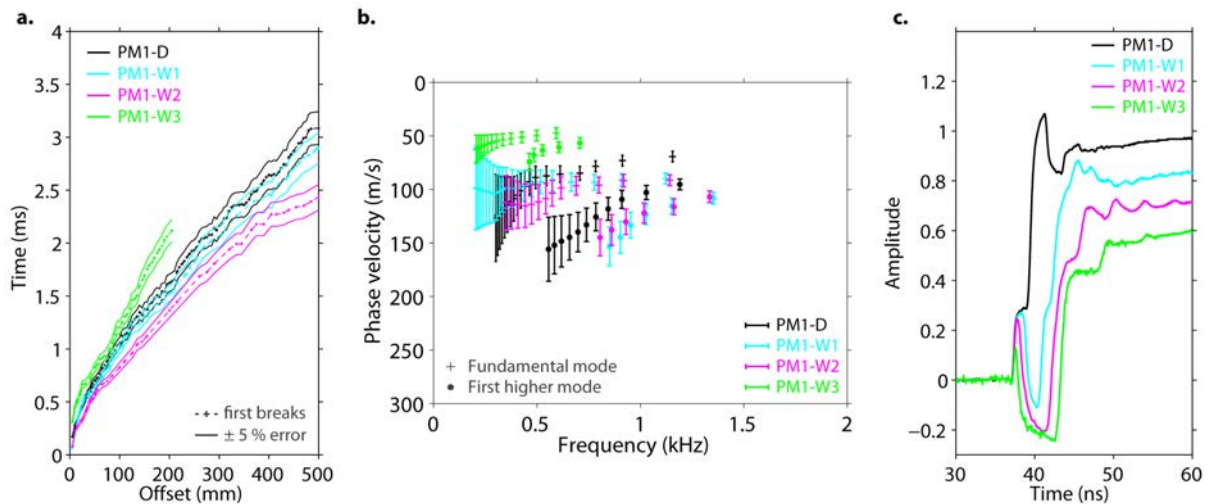 a.
PM1-D
PM1-W1
PM1-W2
PM1-W3
4
3.5
3
2.5
2
1.5
1
0.5
0
Time (ms)
first breaks
± 5 % error
0 100 200 300 400 500
Offset (mm)
b.
0
50
100
150
200
250
300
Phase velocity (m/s)
Fundamental mode
First higher mode
PM1-D
PM1-W1
PM1-W2
PM1-W3
0 0.5 1 1.5 2
Frequency (kHz)
c.
PM1-D
PM1-W1
PM1-W2
PM1-W3
1.2
1
0.8
0.6
0.4
0.2
0
−0.2
Amplitude
30 40 50 60
Time (ns)